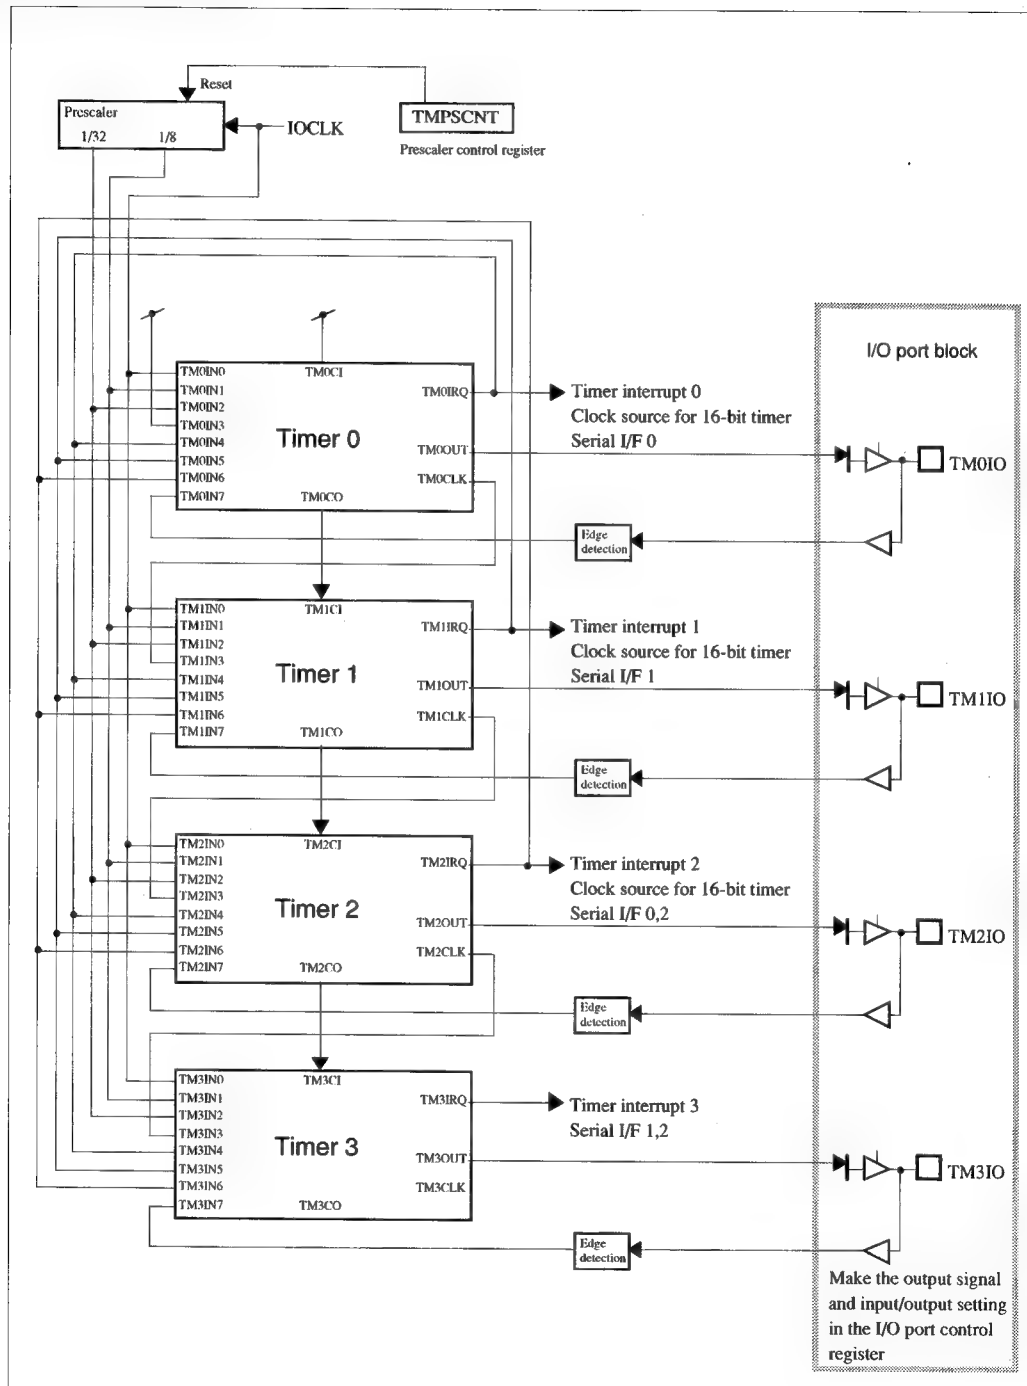 Reset
Prescaler
1/32 1/8
IOCLK
TMPSCNT
Prescaler control register
I/O port block
TM0IN0
TM0IN1
TM0IN2
TM0IN3
TM0IN4
TM0IN5
TM0IN6
TM0IN7
TM0CI
Timer 0
TM0CO
TM0IRQ
TM0OUT
TM0CLK
Timer interrupt 0
Clock source for 16-bit timer
Serial I/F 0
TM0IO
Edge
detection
TM1IN0
TM1IN1
TM1IN2
TM1IN3
TM1IN4
TM1IN5
TM1IN6
TM1IN7
TM1CI
Timer 1
TM1CO
TM1IRQ
TM1OUT
TM1CLK
Timer interrupt 1
Clock source for 16-bit timer
Serial I/F 1
TM1IO
Edge
detection
TM2IN0
TM2IN1
TM2IN2
TM2IN3
TM2IN4
TM2IN5
TM2IN6
TM2IN7
TM2CI
Timer 2
TM2CO
TM2IRQ
TM2OUT
TM2CLK
Timer interrupt 2
Clock source for 16-bit timer
Serial I/F 0,2
TM2IO
Edge
detection
TM3IN0
TM3IN1
TM3IN2
TM3IN3
TM3IN4
TM3IN5
TM3IN6
TM3IN7
TM3CI
Timer 3
TM3CO
TM3IRQ
TM3OUT
TM3CLK
Timer interrupt 3
Serial I/F 1,2
TM3IO
Edge
detection
Make the output signal
and input/output setting
in the I/O port control
register